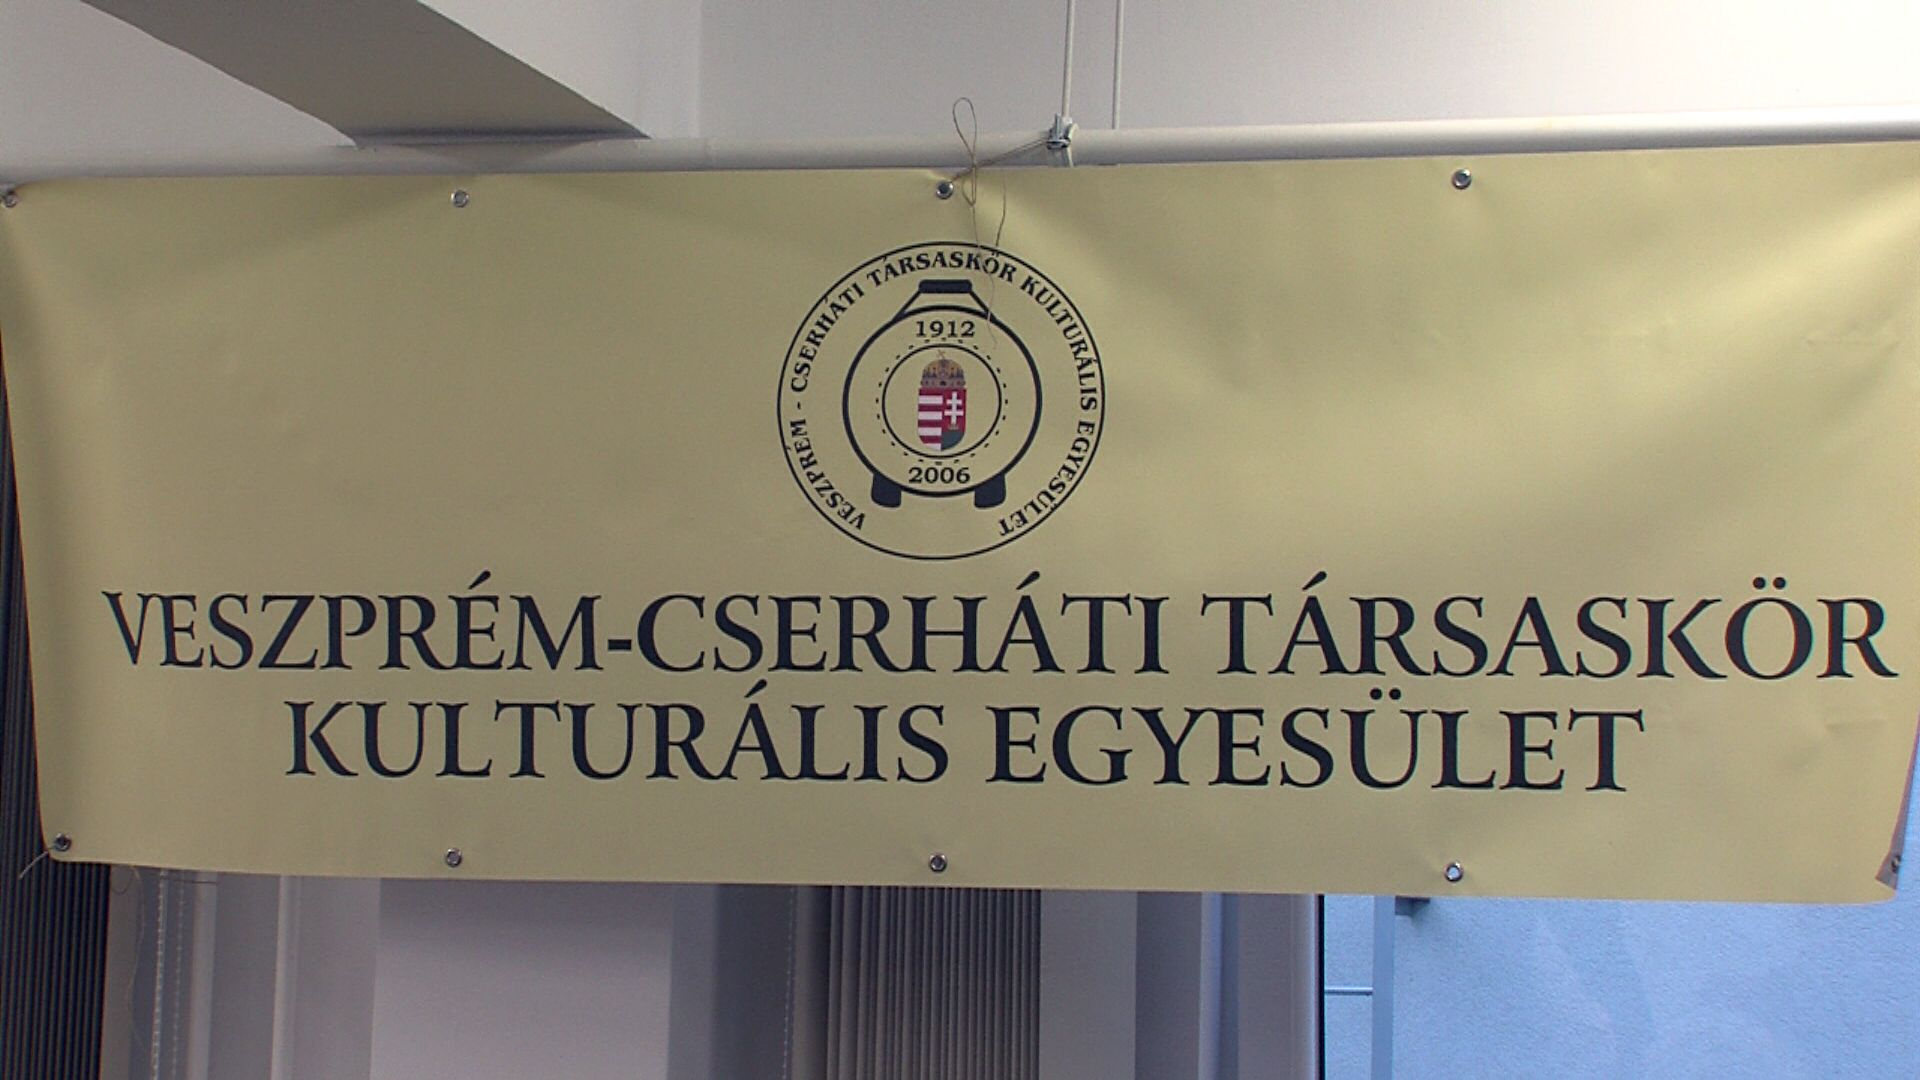 VESZPRÉM - CSERHÁTI TÁRSASKÖR KULTURÁLIS EGYESÜLET
1912
2006
VESZPRÉM-CSERHÁTI TÁRSASKÖR
KULTURÁLIS EGYESÜLET